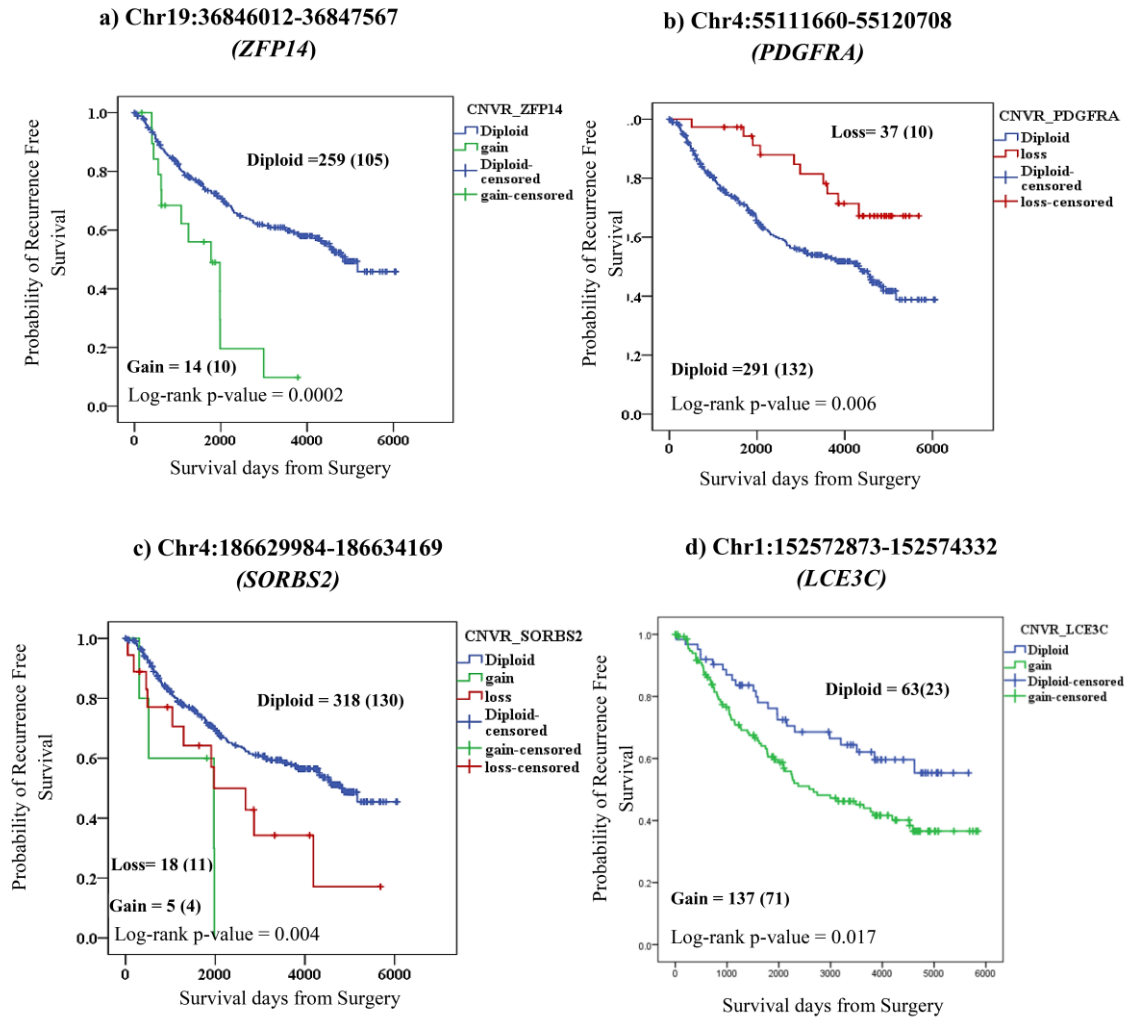 a) Chr19:36846012-36847567
(ZFP14)
Probability of Recurrence Free
Survival
1.0
0.8
0.6
0.4
0.2
0.0
0
2000
4000
6000
Survival days from Surgery
Diploid =259 (105)
Gain = 14 (10)
Log-rank p-value = 0.0002
CNVR_ZFP14
Diploid
gain
Diploid-
censored
gain-censored
b) Chr4:55111660-55120708
(PDGFRA)
Probability of Recurrence Free
Survival
.0
1.8
1.6
1.4
1.2
).0
0
2000
4000
6000
Survival days from Surgery
Loss= 37 (10)
Diploid =291 (132)
Log-rank p-value = 0.006
CNVR_PDGFRA
Diploid
loss
Diploid-
censored
loss-censored
c) Chr4:186629984-186634169
(SORBS2)
Probability of Recurrence Free
Survival
1.0
0.8
0.6
0.4
0.2
0.0
0
2000
4000
6000
Survival days from Surgery
Diploid = 318 (130)
Loss= 18 (11)
Gain = 5 (4)
Log-rank p-value = 0.004
CNVR_SORBS2
Diploid
gain
loss
Diploid-
censored
gain-censored
loss-censored
d) Chr1:152572873-152574332
(LCE3C)
Probability of Recurrence Free
Survival
1.0
0.8
0.6
0.4
0.2
0.0
0
1000
2000
3000
4000
5000
6000
Survival days from Surgery
Diploid = 63(23)
Gain = 137 (71)
Log-rank p-value = 0.017
CNVR_LCE3C
Diploid
gain
Diploid-censored
gain-censored